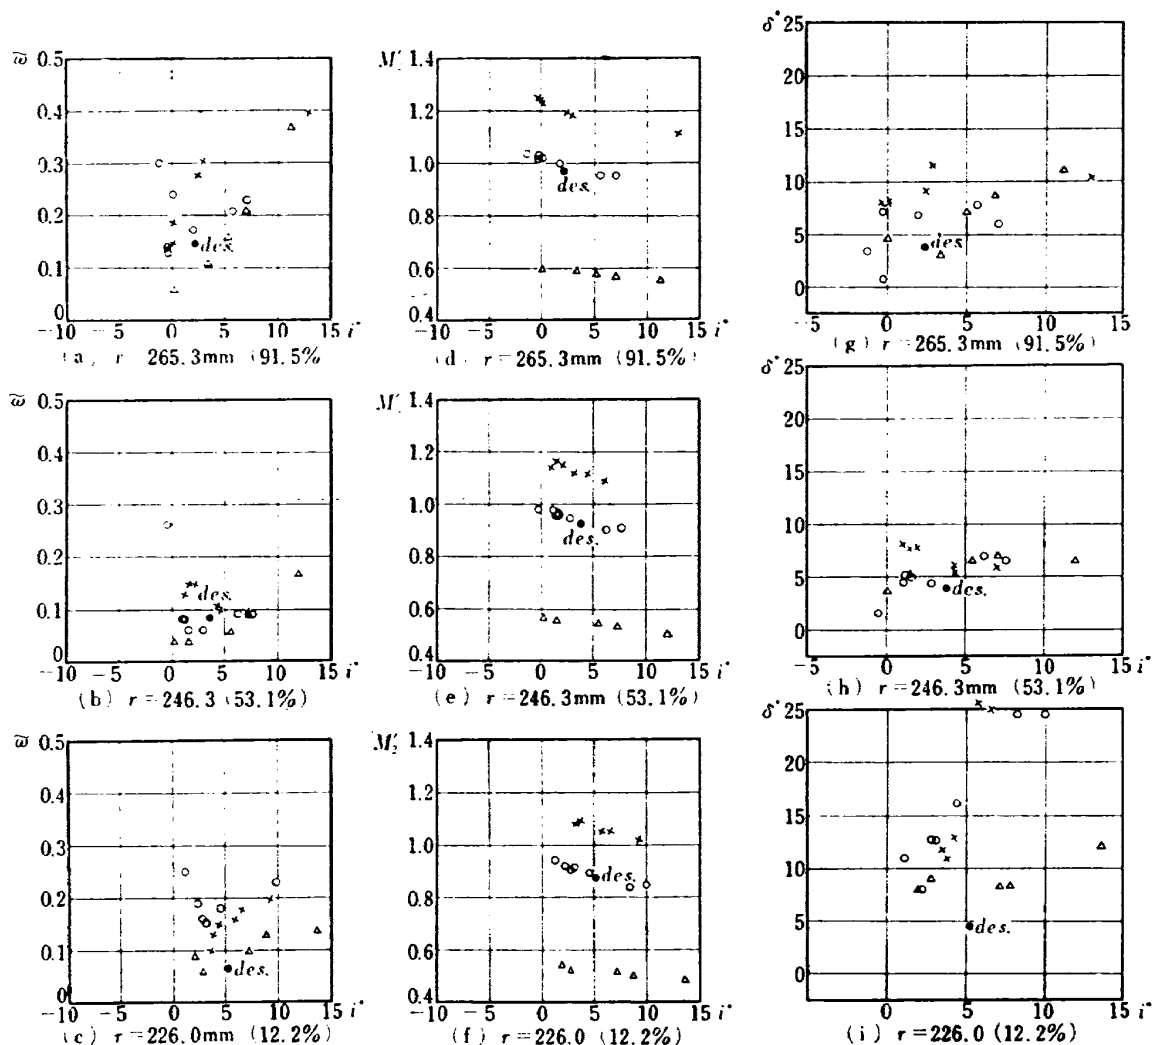 ω̃ 0.5
0.4
0.3
0.2
0.1
0
des.
−10 −5 0 5 10 15 i°
(a) r = 265.3mm (91.5%
M′ 1.4
1.2
1.0
0.8
0.6
0.4
des.
−10 −5 0 5 10 15 i°
(d) r = 265.3mm (91.5%
δ° 25
20
15
10
5
0
des.
−5 0 5 10 15 i°
(g) r = 265.3mm (91.5%
ω̃ 0.5
0.4
0.3
0.2
0.1
0
des.
−10 −5 0 5 10 15 i°
(b) r = 246.3 (53.1%)
M′ 1.4
1.2
1.0
0.8
0.6
0.4
des.
−10 −5 0 5 10 15 i°
(e) r = 246.3mm (53.1%)
δ° 25
20
15
10
5
0
des.
−5 0 5 10 15 i°
(h) r = 246.3mm (53.1%)
ω̃ 0.5
0.4
0.3
0.2
0.1
0
des.
−10 −5 0 5 10 15 i°
(c) r = 226.0mm (12.2%)
M′₂ 1.4
1.2
1.0
0.8
0.6
0.4
des.
−10 −5 0 5 10 15 i°
(f) r = 226.0 (12.2%)
δ° 25
20
15
10
5
0
des.
−5 0 5 10 15 i°
(i) r = 226.0 (12.2%)